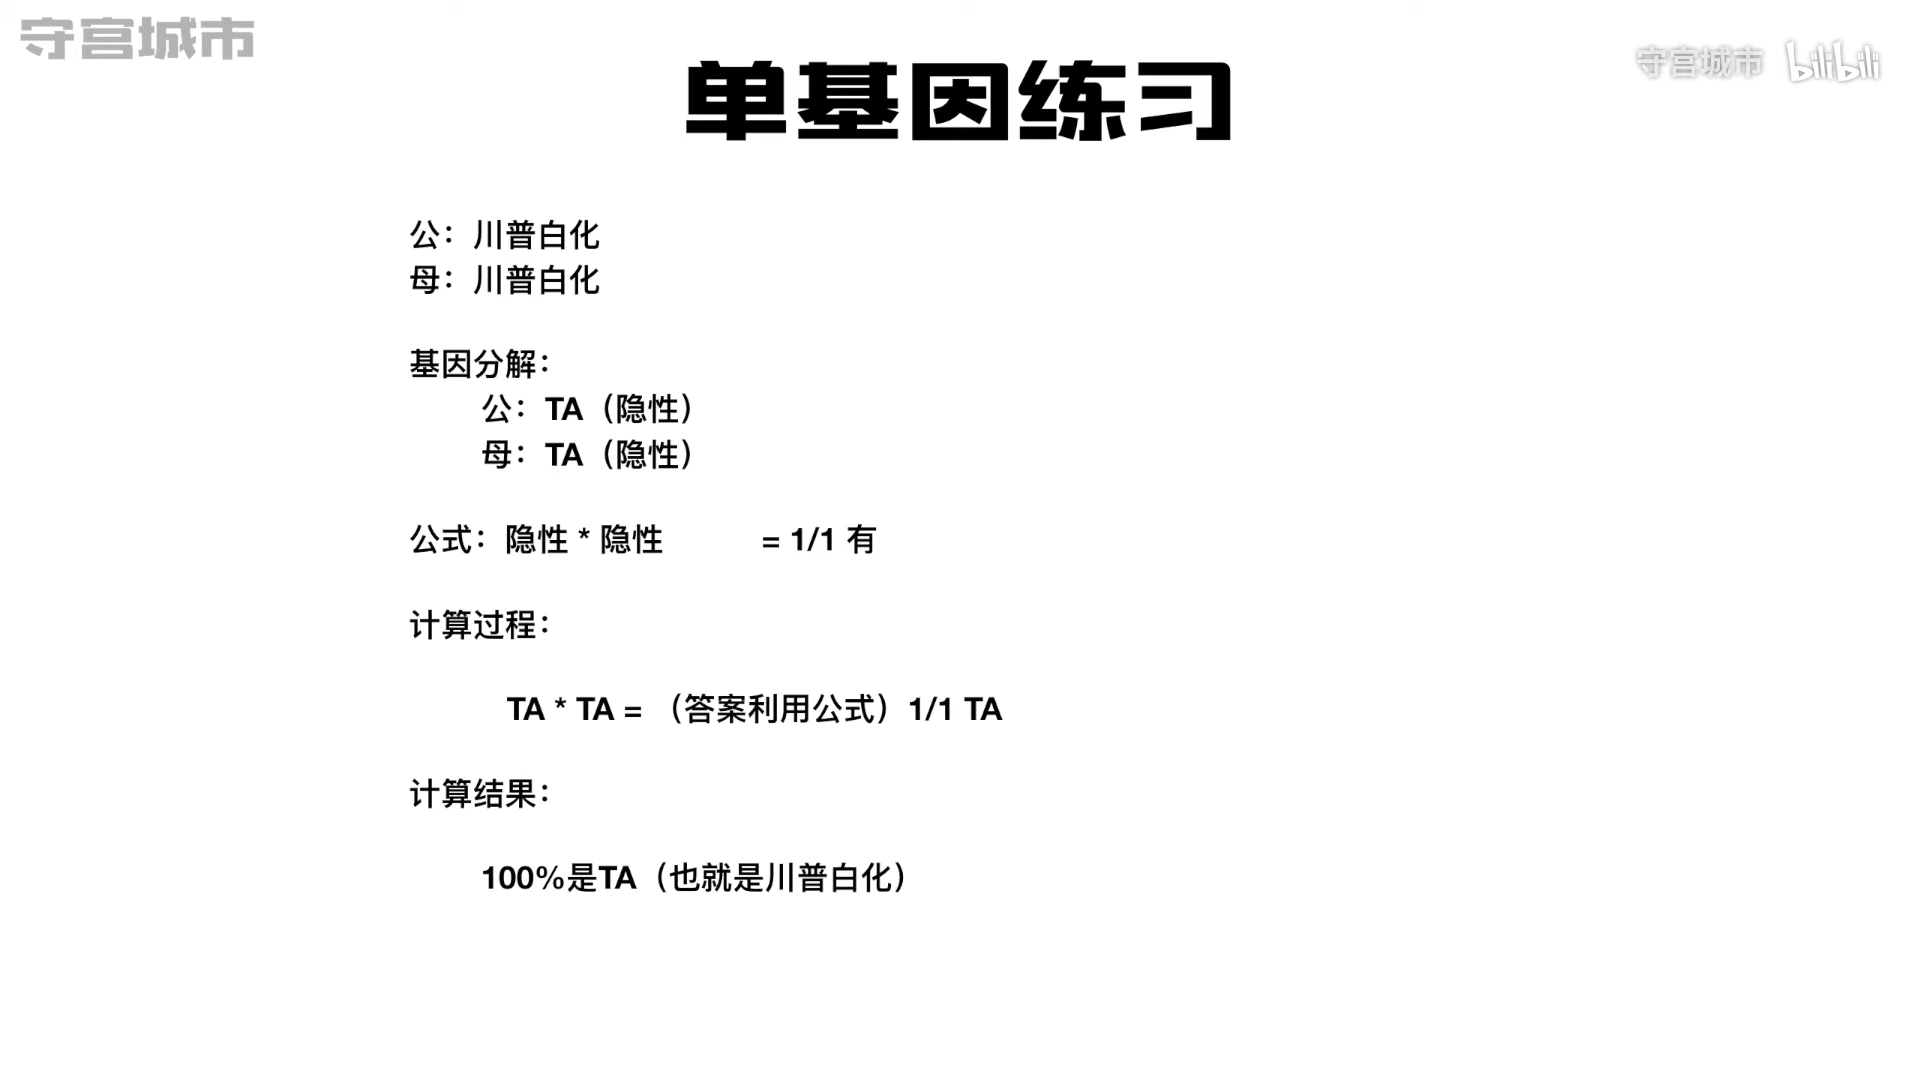 守宫城市
守宫城市 bilibili
单基因练习
公：川普白化
母：川普白化
基因分解：
公：TA（隐性）
母：TA（隐性）
公式：隐性 * 隐性 = 1/1 有
计算过程：
TA * TA = （答案利用公式）1/1 TA
计算结果：
100%是TA（也就是川普白化）